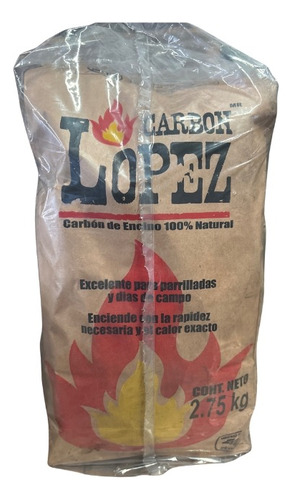 CARBON
MR
LOPEZ
Carbón de Encino 100% Natural
Excelente para parrilladas
y días de campo
Enciende con la rapidez
necesaria y el calor exacto
CONT. NETO
2.75 kg